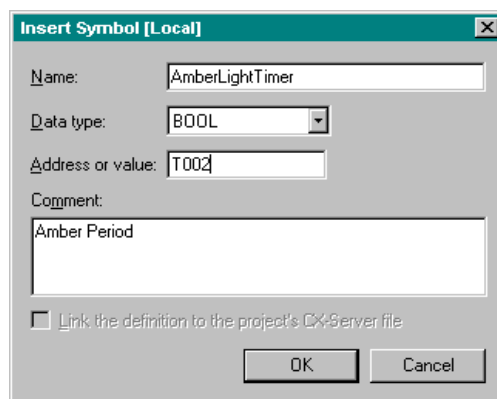 Insert Symbol [Local]
Name: AmberLightTimer
Data type: BOOL
Address or value: T002
Comment:
Amber Period
Link the definition to the project's CX-Server file
OK Cancel